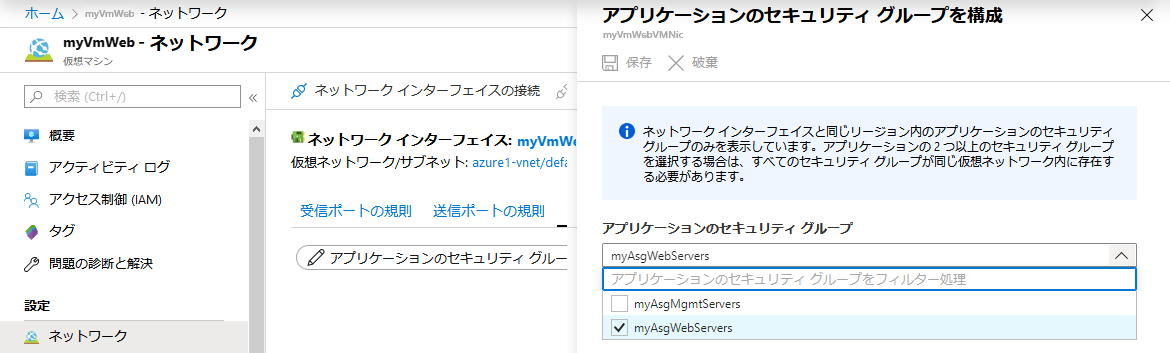 ホーム > myVmWeb - ネットワーク
myVmWeb - ネットワーク
仮想マシン
検索 (Ctrl+/)
概要
アクティビティ ログ
アクセス制御 (IAM)
タグ
問題の診断と解決
設定
ネットワーク
ネットワーク インターフェイスの接続
ネットワーク インターフェイス: myVmWeb
仮想ネットワーク/サブネット: azure1-vnet/defa
受信ポートの規則 送信ポートの規則
アプリケーションのセキュリティ グルー
アプリケーションのセキュリティ グループを構成
myVmWebVMNic
保存 破棄
ネットワーク インターフェイスと同じリージョン内のアプリケーションのセキュリティ
グループのみを表示しています。アプリケーションの 2 つ以上のセキュリティ グループ
を選択する場合は、すべてのセキュリティ グループが同じ仮想ネットワーク内に存在す
る必要があります。
アプリケーションのセキュリティ グループ
myAsgWebServers
アプリケーションのセキュリティ グループをフィルター処理
myAsgMgmtServers
myAsgWebServers